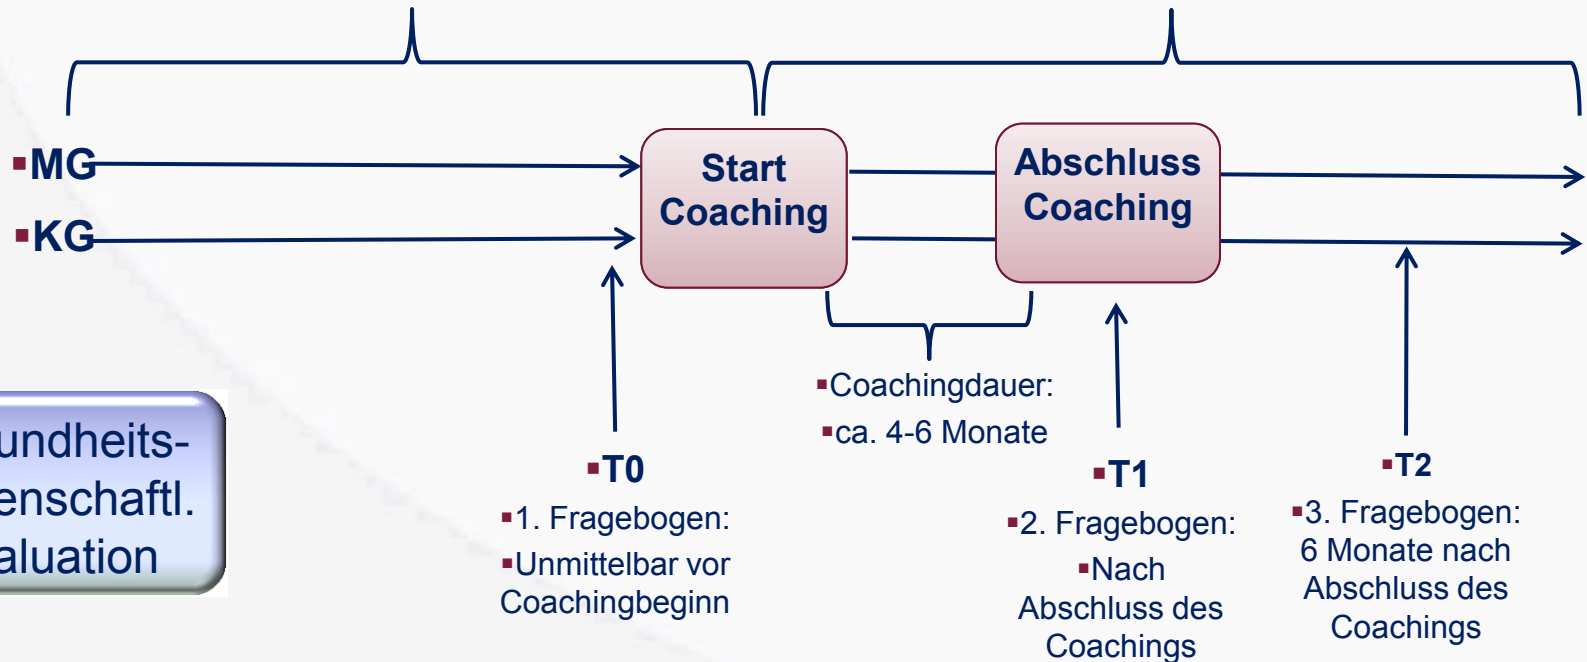 ▪MG
▪KG
Start
Coaching
Abschluss
Coaching
▪Coachingdauer:
▪ca. 4-6 Monate
undheits-
enschaftl.
aluation
▪T0
▪1. Fragebogen:
▪Unmittelbar vor
Coachingbeginn
▪T1
▪2. Fragebogen:
▪Nach
Abschluss des
Coachings
▪T2
▪3. Fragebogen:
6 Monate nach
Abschluss des
Coachings